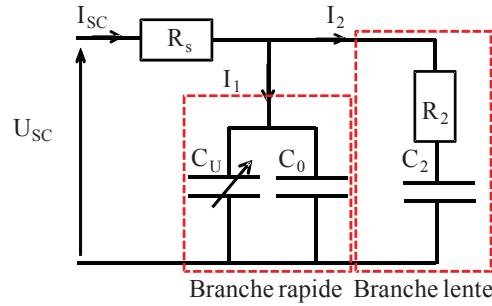 I_SC
R_s
I_2
I_1
U_SC
R_2
C_U
C_0
C_2
Branche rapide
Branche lente